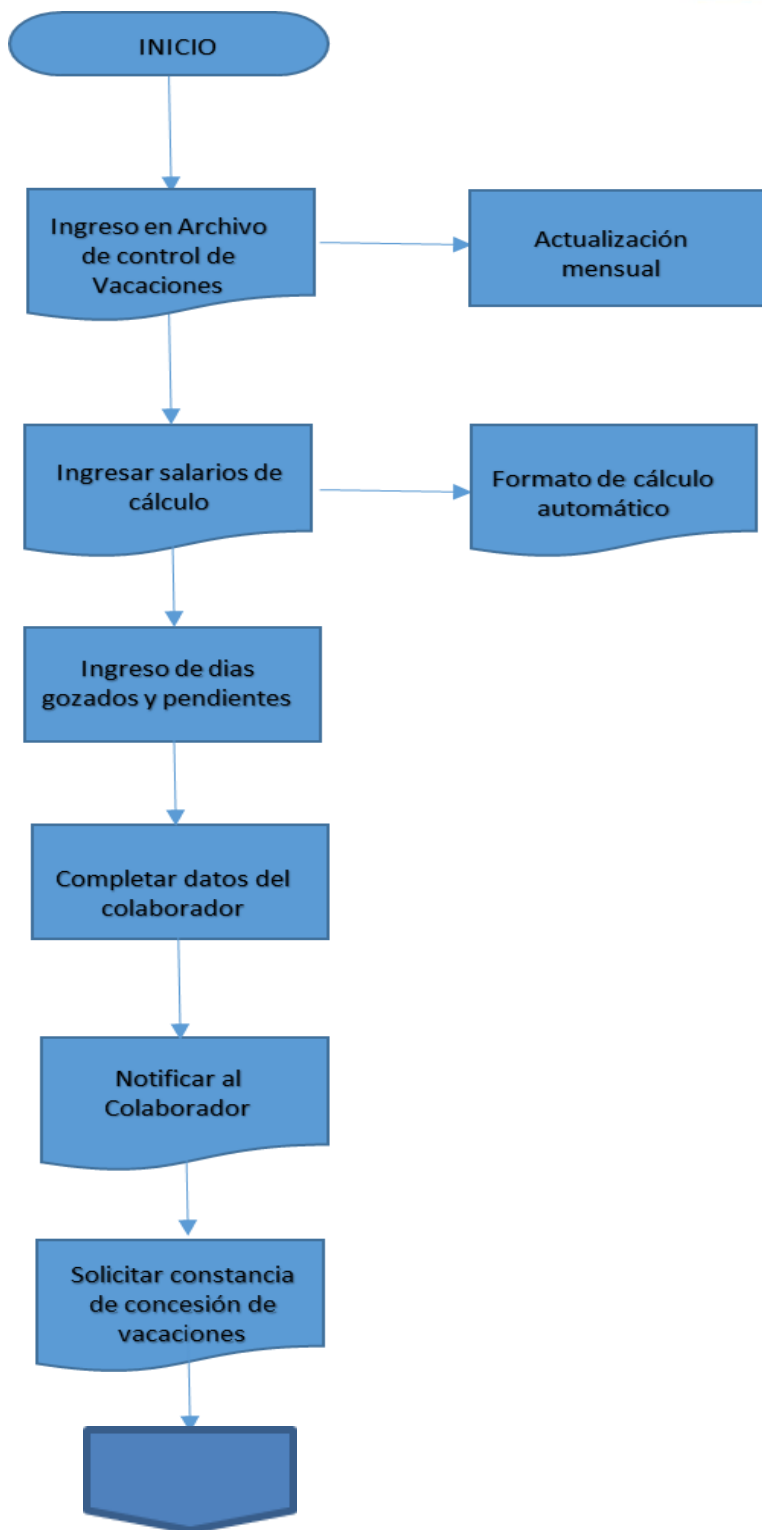 INICIO
Ingreso en Archivo
de control de
Vacaciones
Actualización
mensual
Ingresar salarios de
cálculo
Formato de cálculo
automático
Ingreso de dias
gozados y pendientes
Completar datos del
colaborador
Notificar al
Colaborador
Solicitar constancia
de concesión de
vacaciones